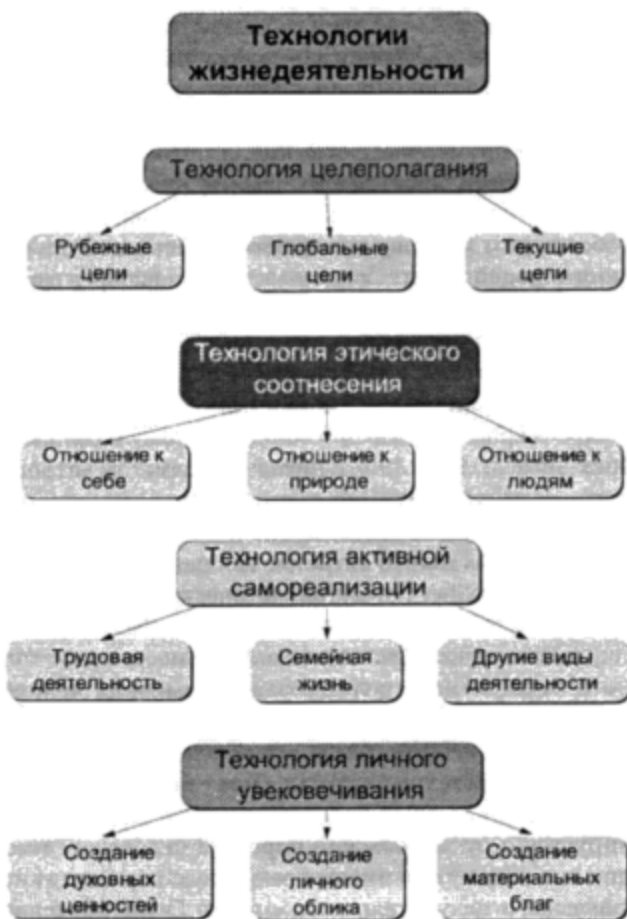 Технологии
жизнедеятельности
Технология целеполагания
Рубежные
цели
Глобальные
цели
Текущие
цели
Технология этического
соотнесения
Отношение к
себе
Отношение к
природе
Отношение к
людям
Технология активной
самореализации
Трудовая
деятельность
Семейная
жизнь
Другие виды
деятельности
Технология личного
увековечивания
Создание
духовных
ценностей
Создание
личного
облика
Создание
материальных
благ